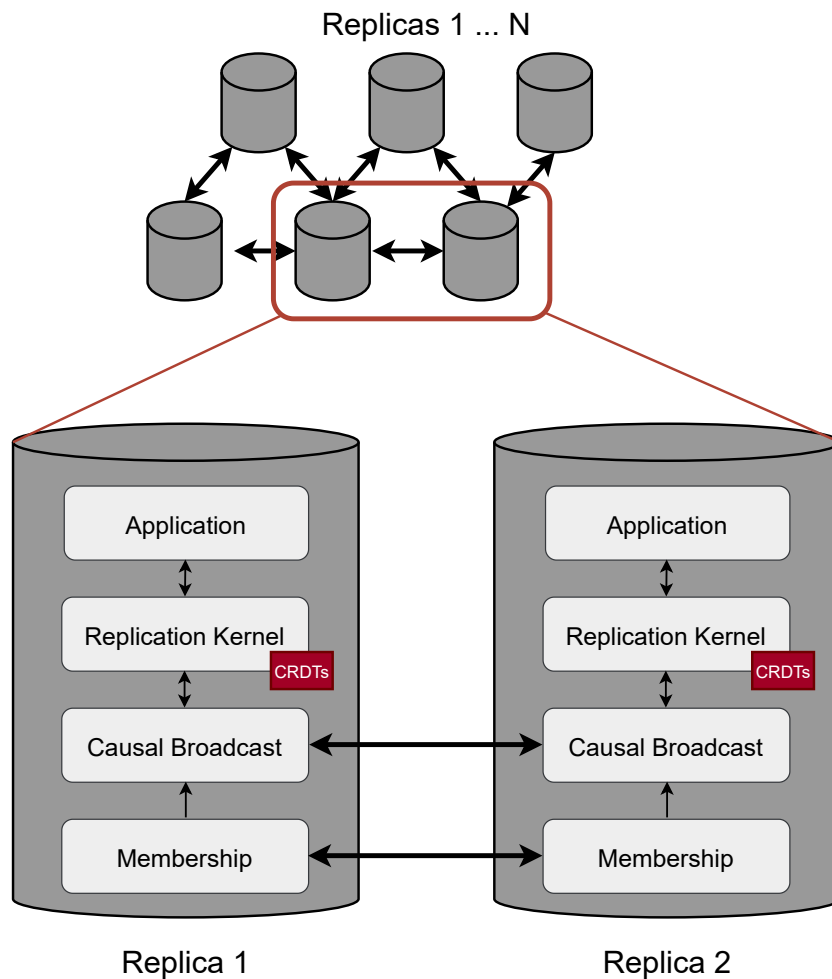 Replicas 1 ... N
Application
Application
Replication Kernel
Replication Kernel
CRDTs
CRDTs
Causal Broadcast
Causal Broadcast
Membership
Membership
Replica 1
Replica 2